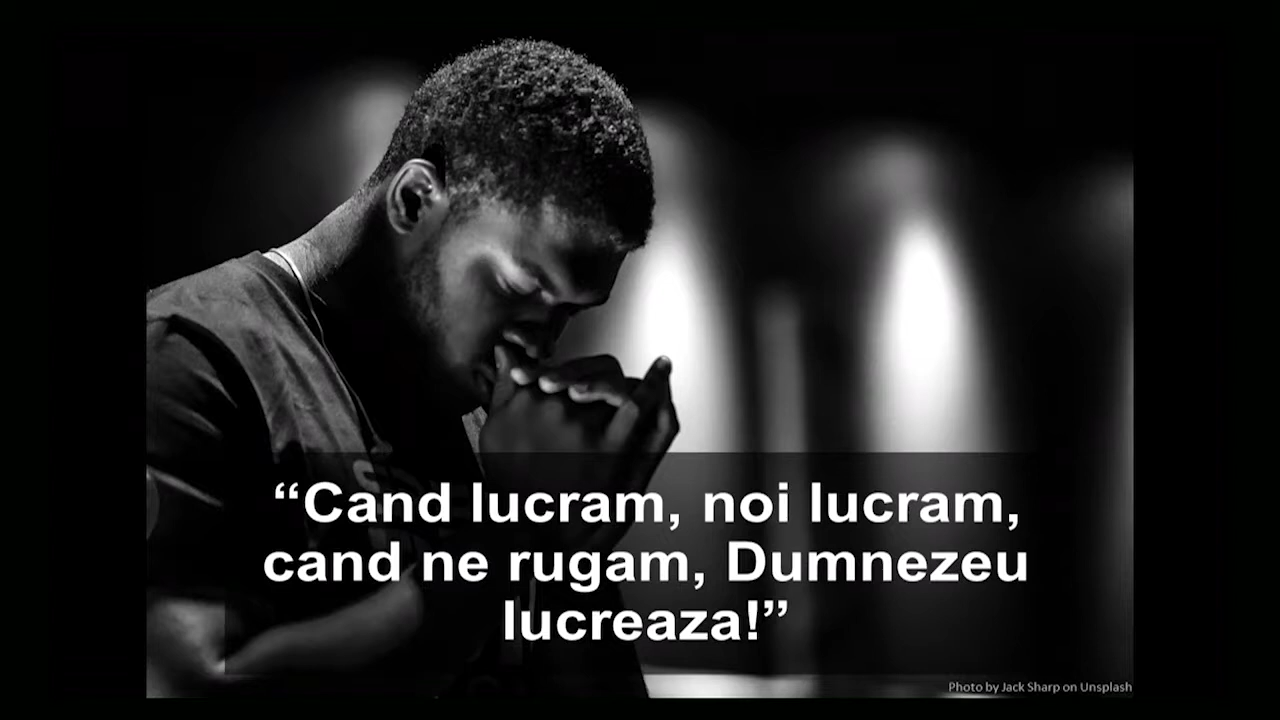 “Cand lucram, noi lucram,
cand ne rugam, Dumnezeu
lucreaza!”
Photo by Jack Sharp on Unsplash